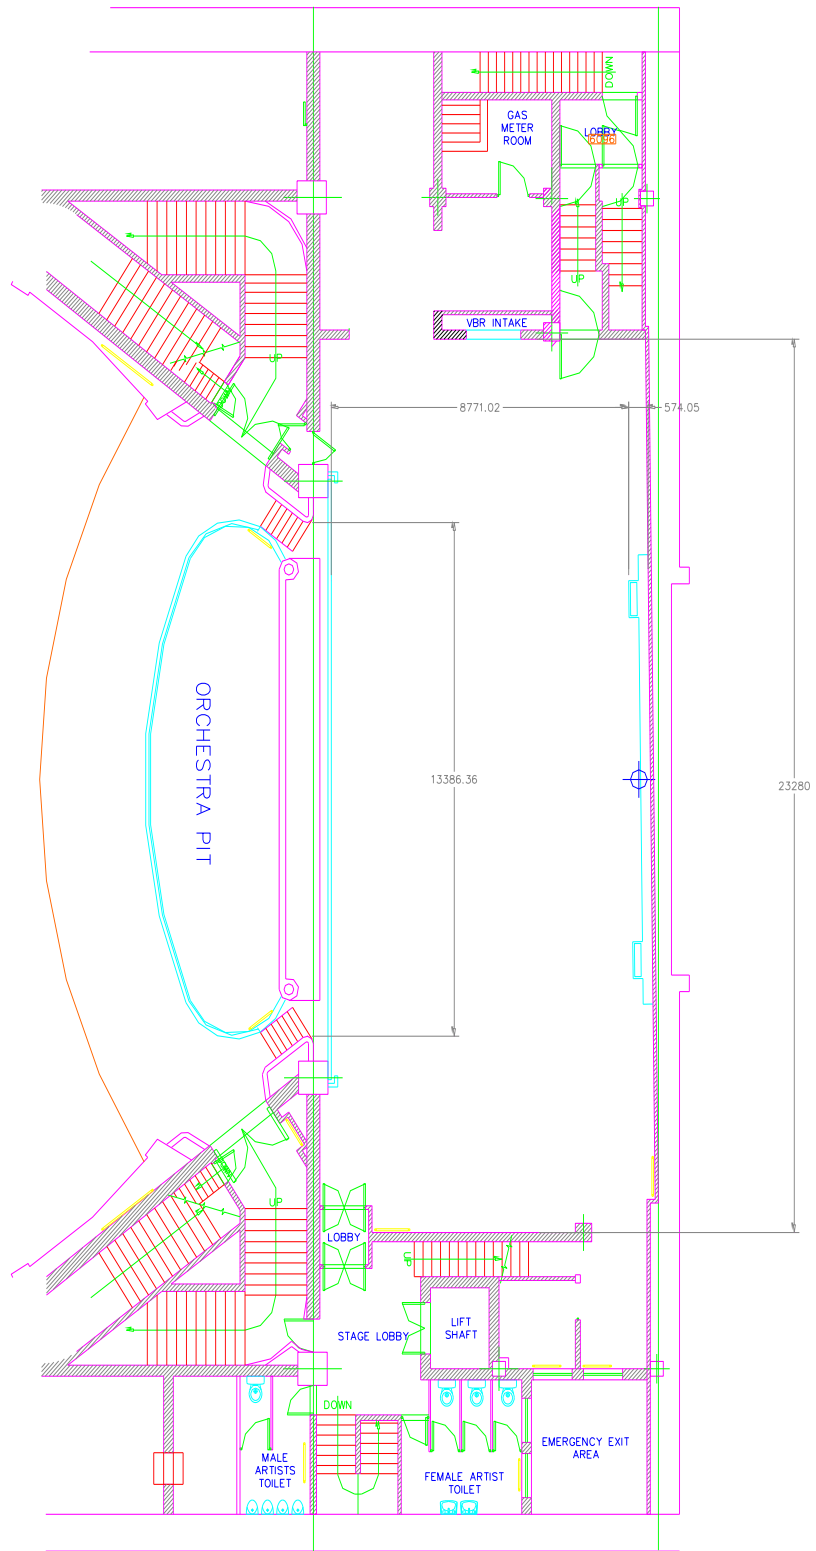 DOWN
GAS
METER
ROOM
LOBBY
6096
UP
UP
VBR INTAKE
UP
8771.02
574.05
ORCHESTRA PIT
13386.36
23280
UP
LOBBY
UP
STAGE LOBBY
LIFT
SHAFT
DOWN
MALE
ARTISTS
TOILET
FEMALE ARTIST
TOILET
EMERGENCY EXIT
AREA